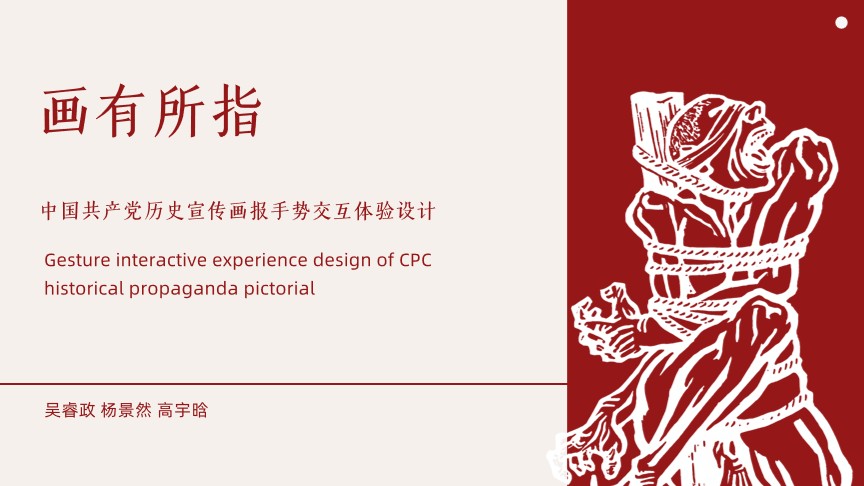 画有所指
中国共产党历史宣传画报手势交互体验设计
Gesture interactive experience design of CPC
historical propaganda pictorial
吴睿政 杨景然 高宇晗